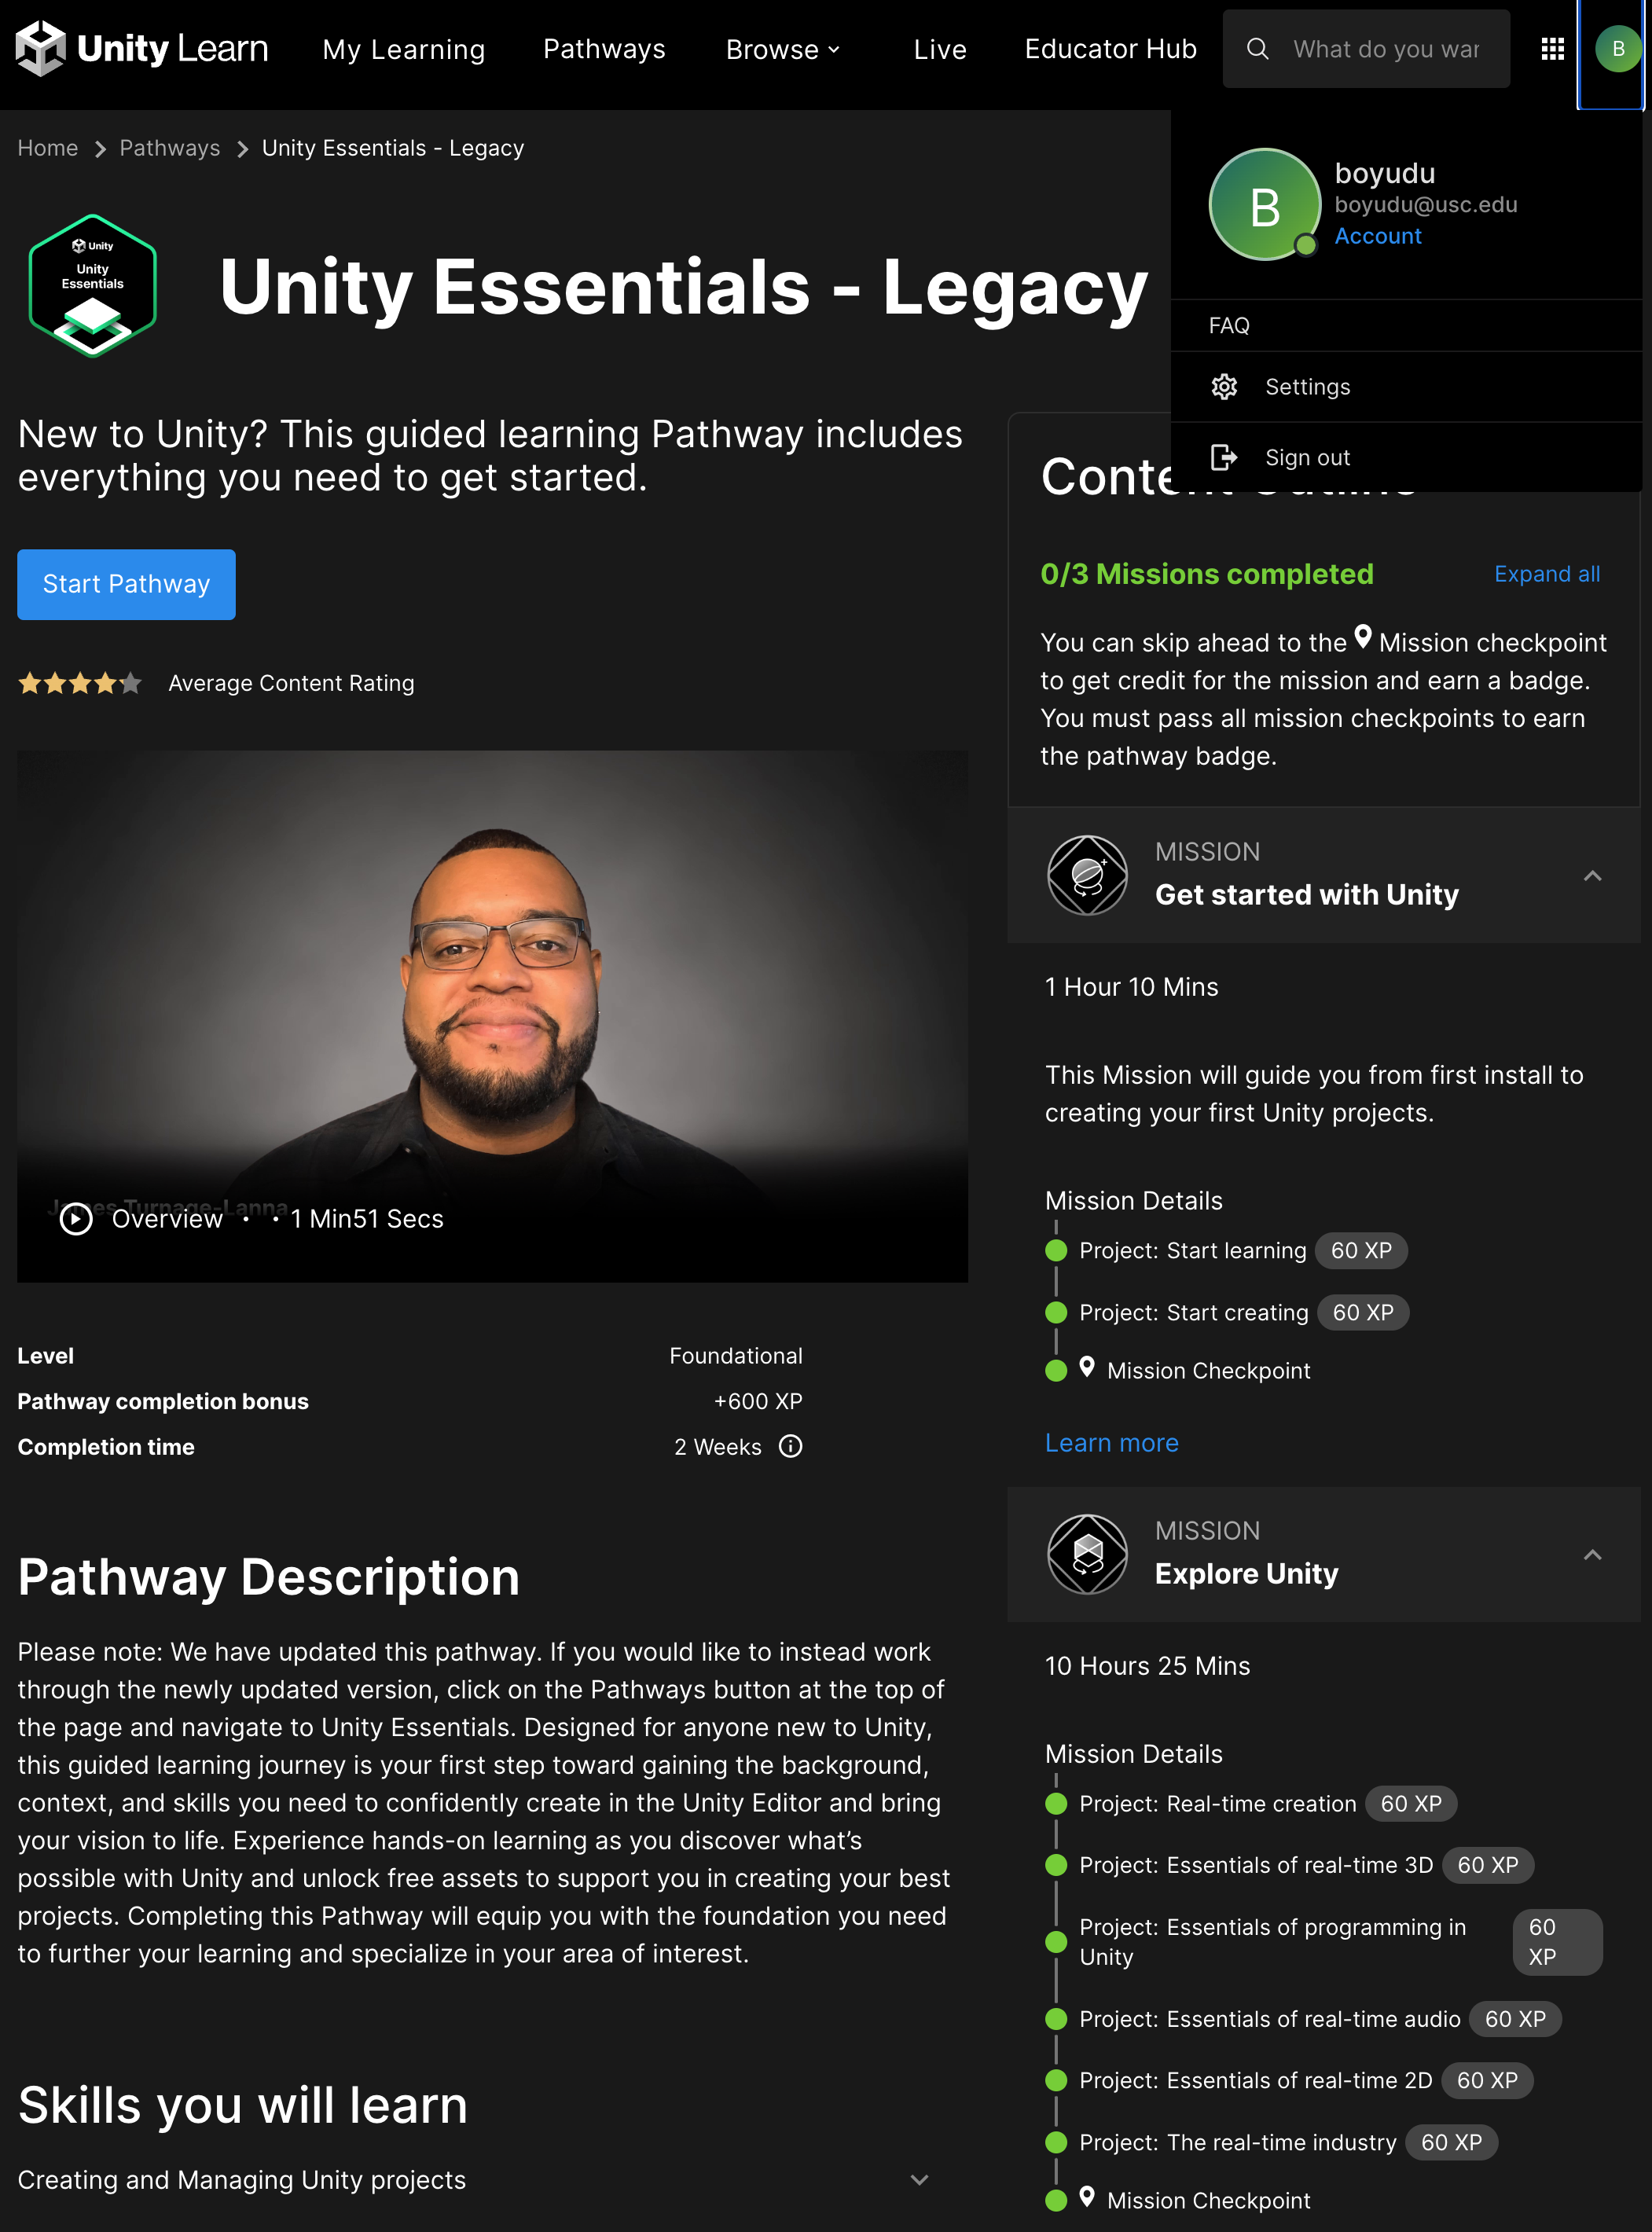 Unity Learn
My Learning
Pathways
Browse
Live
Educator Hub
What do you war
B
Home
Pathways
Unity Essentials - Legacy
B
boyudu
boyudu@usc.edu
Account
FAQ
Settings
Sign out
Unity
Unity
Essentials
Unity Essentials - Legacy
New to Unity? This guided learning Pathway includes
everything you need to get started.
Start Pathway
Average Content Rating
James Turnage-Lanna
Overview • • 1 Min51 Secs
Level Foundational
Pathway completion bonus +600 XP
Completion time 2 Weeks
Pathway Description
Please note: We have updated this pathway. If you would like to instead work
through the newly updated version, click on the Pathways button at the top of
the page and navigate to Unity Essentials. Designed for anyone new to Unity,
this guided learning journey is your first step toward gaining the background,
context, and skills you need to confidently create in the Unity Editor and bring
your vision to life. Experience hands-on learning as you discover what’s
possible with Unity and unlock free assets to support you in creating your best
projects. Completing this Pathway will equip you with the foundation you need
to further your learning and specialize in your area of interest.
Skills you will learn
Creating and Managing Unity projects
Content Outline
0/3 Missions completed
Expand all
You can skip ahead to the Mission checkpoint
to get credit for the mission and earn a badge.
You must pass all mission checkpoints to earn
the pathway badge.
MISSION
Get started with Unity
1 Hour 10 Mins
This Mission will guide you from first install to
creating your first Unity projects.
Mission Details
Project: Start learning 60 XP
Project: Start creating 60 XP
Mission Checkpoint
Learn more
MISSION
Explore Unity
10 Hours 25 Mins
Mission Details
Project: Real-time creation 60 XP
Project: Essentials of real-time 3D 60 XP
Project: Essentials of programming in
Unity
60
XP
Project: Essentials of real-time audio 60 XP
Project: Essentials of real-time 2D 60 XP
Project: The real-time industry 60 XP
Mission Checkpoint